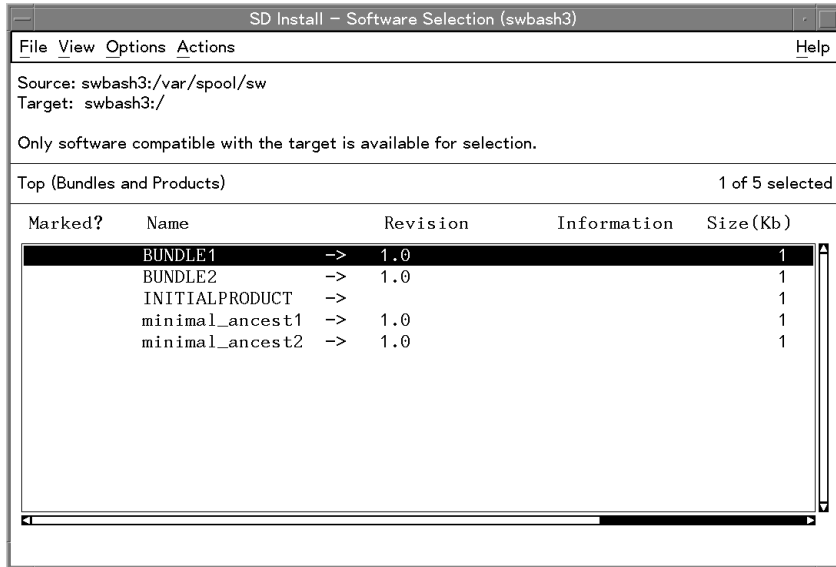 SD Install - Software Selection (swbash3)
File View Options Actions Help
Source: swbash3:/var/spool/sw
Target: swbash3:/
Only software compatible with the target is available for selection.
Top (Bundles and Products) 1 of 5 selected
Marked? Name Revision Information Size(Kb)
BUNDLE1 -> 1.0 1
BUNDLE2 -> 1.0 1
INITIALPRODUCT -> 1
minimal_ancest1 -> 1.0 1
minimal_ancest2 -> 1.0 1